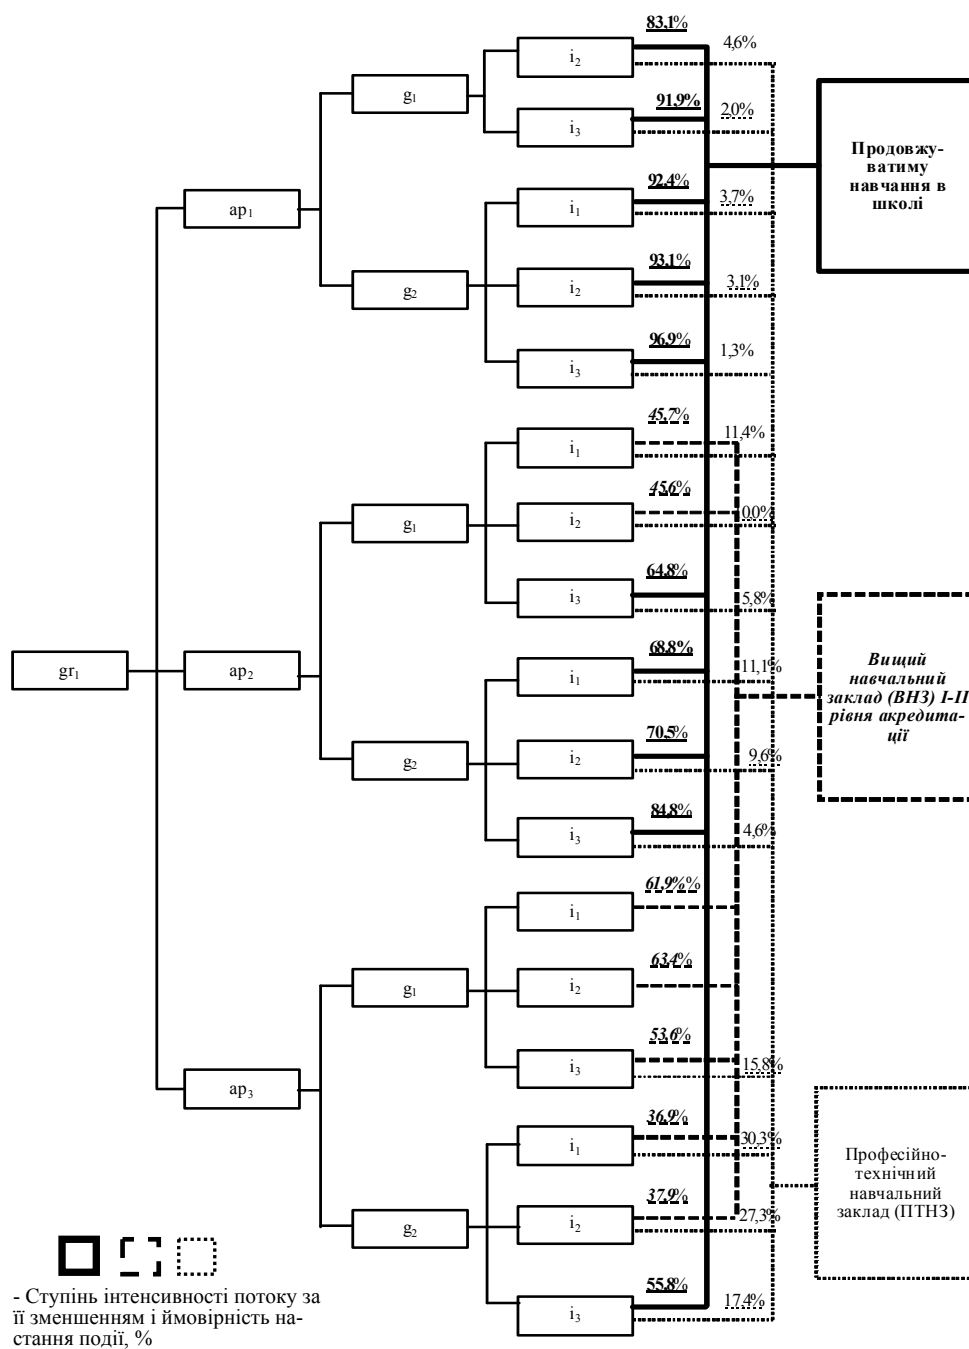 83,1%
4,6%
i2
g1
91,9%
2,0%
i3
Продовжу-
ватиму
навчання в
школі
92,4%
3,7%
i1
ap1
93,1%
3,1%
g2
i2
96,9%
1,3%
i3
45,7%
11,4%
i1
45,6%
0,0%
g1
i2
64,8%
5,8%
i3
gr1
ap2
68,8%
11,1%
i1
Вищий
навчальний
заклад (ВНЗ) І-ІІ
рівня акредита-
ції
70,5%
9,6%
g2
i2
84,8%
4,6%
i3
61,9%%
i1
63,4%
g1
i2
53,6%
15,8%
i3
ap3
36,9%
30,3%
i1
Професійно-
технічний
навчальний
заклад (ПТНЗ)
37,9%
27,3%
g2
i2
55,8%
17,4%
i3
- Ступінь інтенсивності потоку за
її зменшенням і ймовірність на-
стання події, %